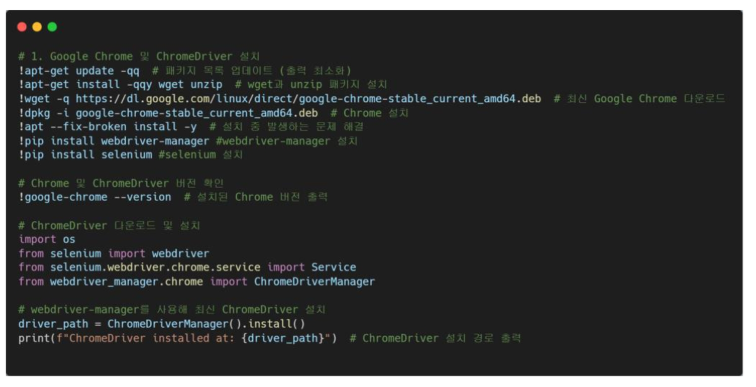 # 1. Google Chrome 및 ChromeDriver 설치
!apt-get update -qq  # 패키지 목록 업데이트 (출력 최소화)
!apt-get install -qqy wget unzip  # wget과 unzip 패키지 설치
!wget -q https://dl.google.com/linux/direct/google-chrome-stable_current_amd64.deb  # 최신 Google Chrome 다운로드
!dpkg -i google-chrome-stable_current_amd64.deb  # Chrome 설치
!apt --fix-broken install -y  # 설치 중 발생하는 문제 해결
!pip install webdriver-manager #webdriver-manager 설치
!pip install selenium #selenium 설치
# Chrome 및 ChromeDriver 버전 확인
!google-chrome --version  # 설치된 Chrome 버전 출력
# ChromeDriver 다운로드 및 설치
import os
from selenium import webdriver
from selenium.webdriver.chrome.service import Service
from webdriver_manager.chrome import ChromeDriverManager
# webdriver-manager를 사용해 최신 ChromeDriver 설치
driver_path = ChromeDriverManager().install()
print(f"ChromeDriver installed at: {driver_path}")  # ChromeDriver 설치 경로 출력